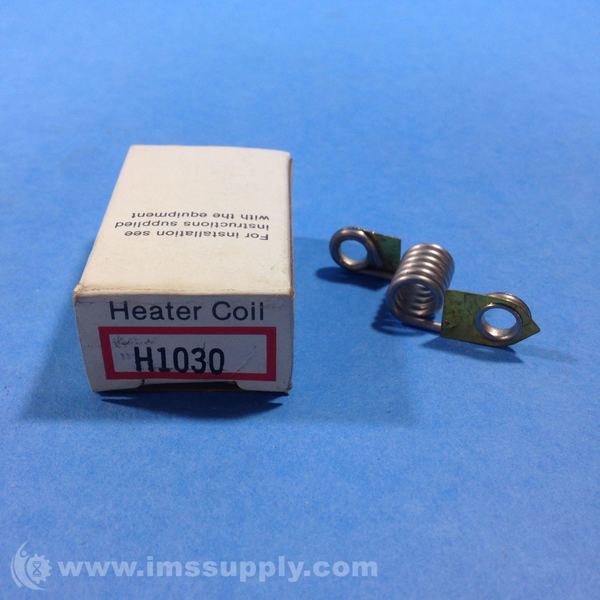 For installation see
instructions supplied
with the equipment
Heater Coil
H1030
www.imssupply.com